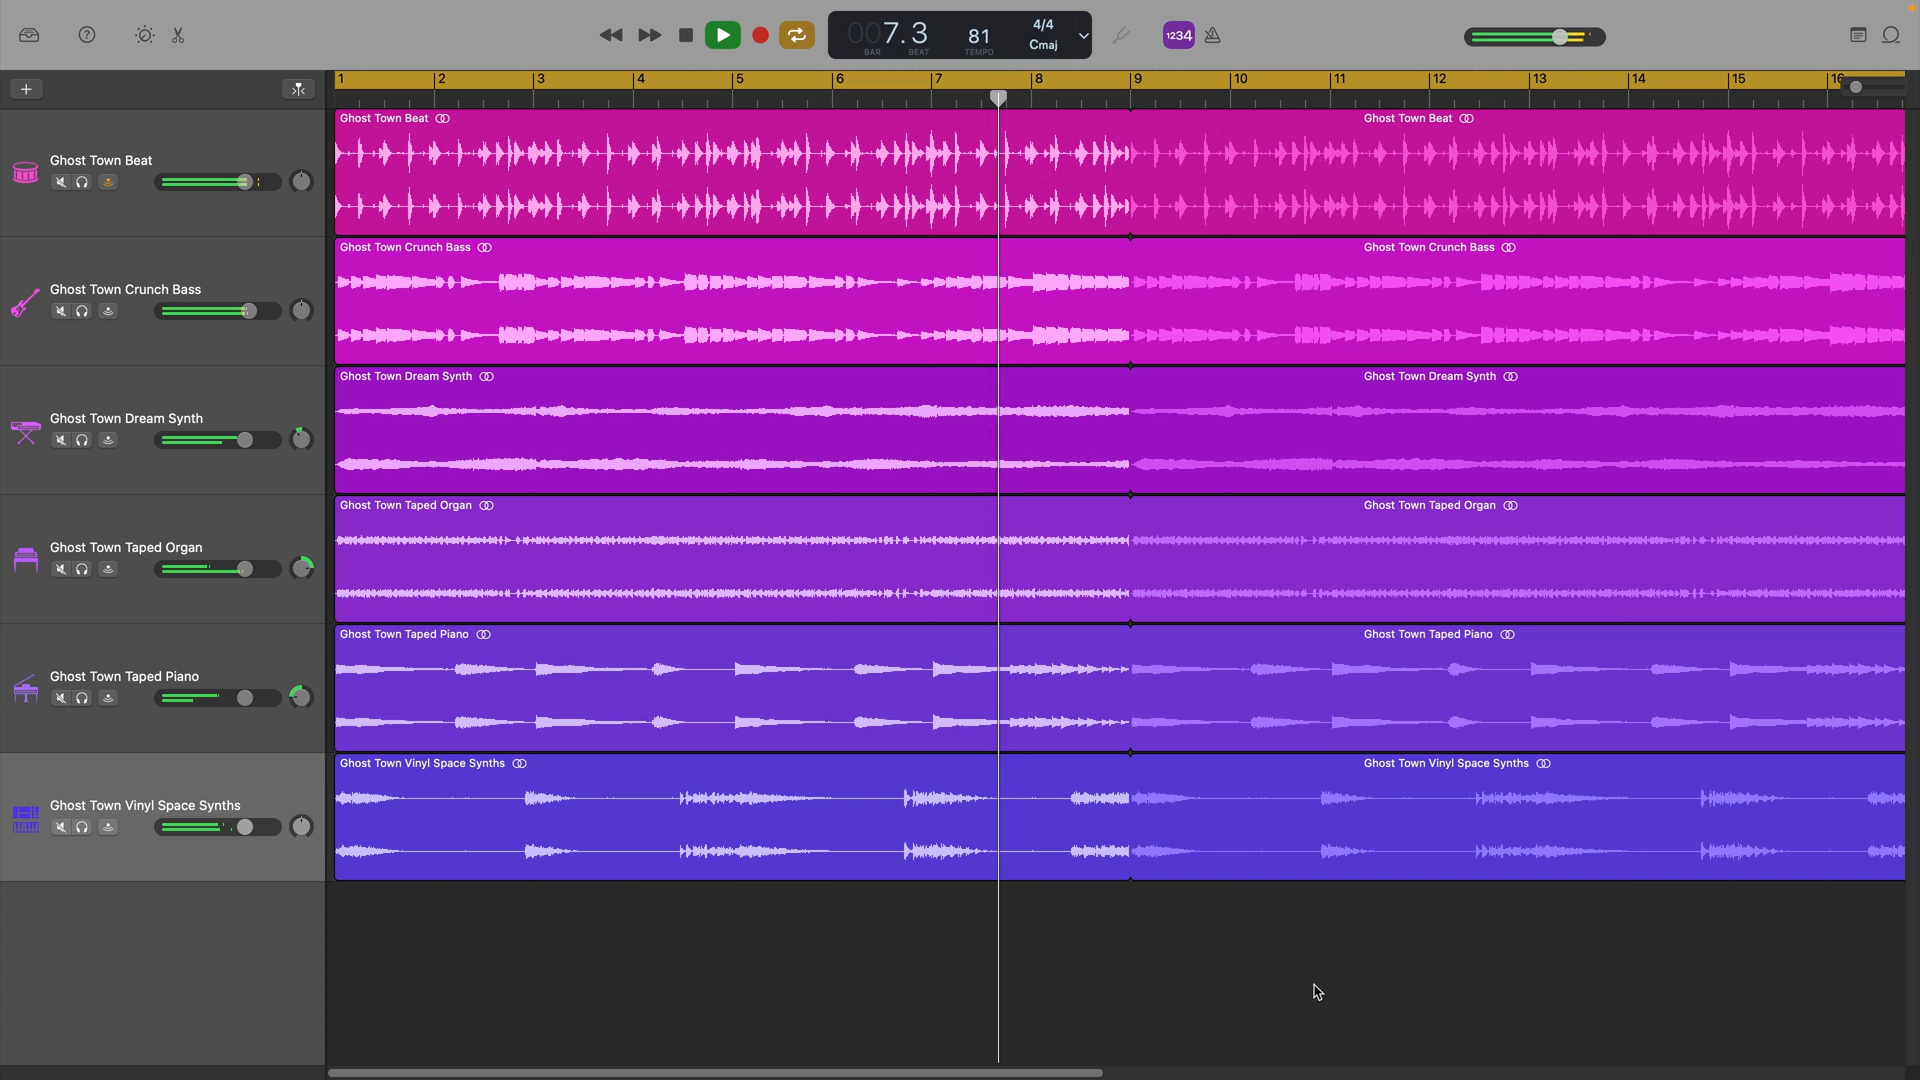 007.3
BAR
BEAT
81
TEMPO
4/4
Cmaj
1234
1 2 3 4 5 6 7 8 9 10 11 12 13 14 15 16
Ghost Town Beat
Ghost Town Beat
Ghost Town Beat
Ghost Town Crunch Bass
Ghost Town Crunch Bass
Ghost Town Crunch Bass
Ghost Town Dream Synth
Ghost Town Dream Synth
Ghost Town Dream Synth
Ghost Town Taped Organ
Ghost Town Taped Organ
Ghost Town Taped Organ
Ghost Town Taped Piano
Ghost Town Taped Piano
Ghost Town Taped Piano
Ghost Town Vinyl Space Synths
Ghost Town Vinyl Space Synths
Ghost Town Vinyl Space Synths